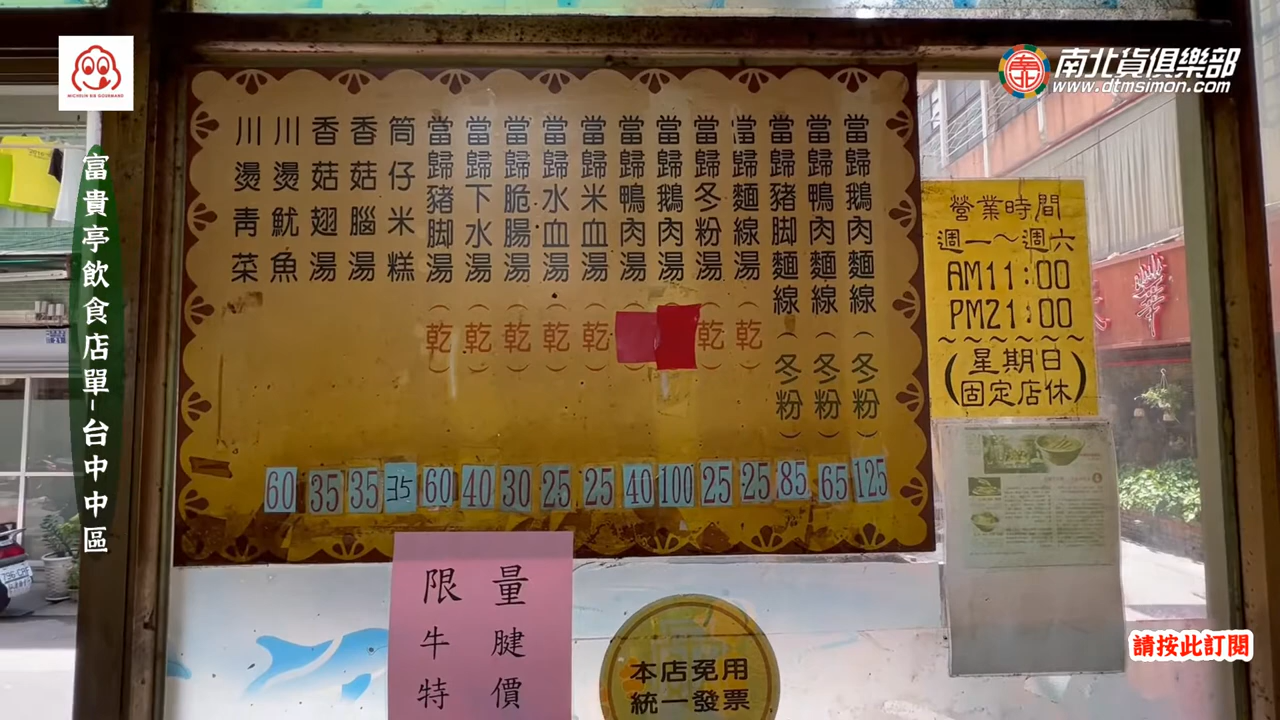 MICHELIN BIB GOURMAND
富貴亭飲食店單-台中中區
南北貨俱樂部
www.dtmsimon.com
當歸鵝肉麵線(冬粉)
當歸鴨肉麵線(冬粉)
當歸豬脚麵線(冬粉)
當歸麵線湯(乾)
當歸冬粉湯(乾)
當歸鵝肉湯
當歸鴨肉湯
當歸米血湯(乾)
當歸水血湯(乾)
當歸脆腸湯(乾)
當歸下水湯(乾)
當歸豬脚湯(乾)
筒仔米糕
香菇腦湯
香菇翅湯
川燙魷魚
川燙青菜
60 35 35 35 60 40 30 25 25 40 100 25 25 85 65 125
營業時間
週一～週六
AM11:00
PM21:00
~~~~~~~
(星期日
固定店休)
限量
牛腱
特價
本店免用
統一發票
請按此訂閱